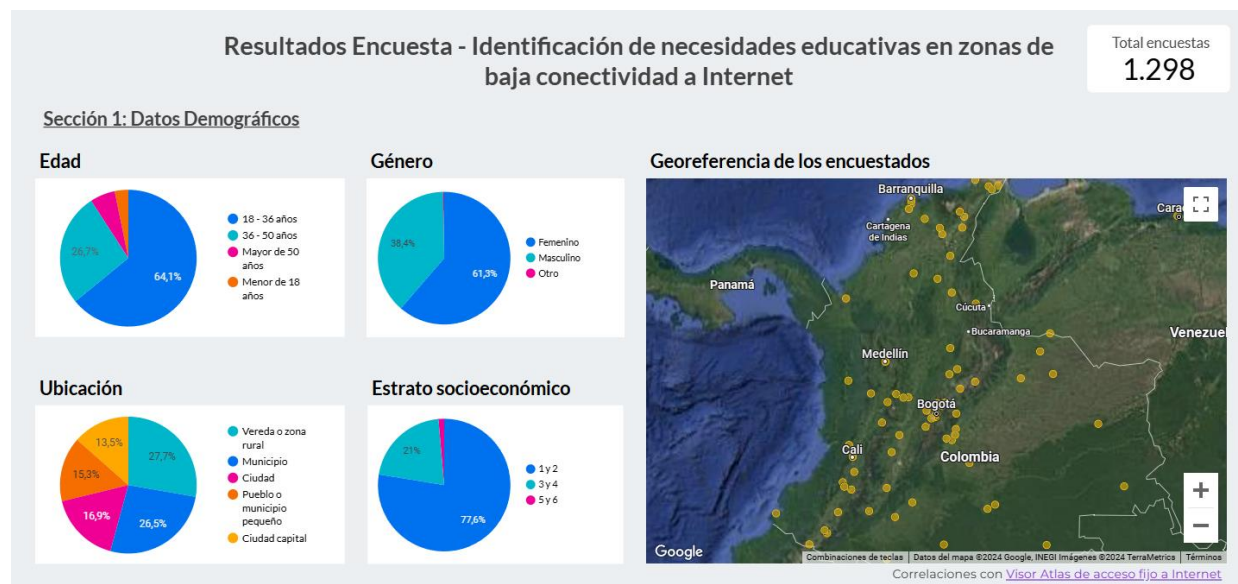 Resultados Encuesta - Identificación de necesidades educativas en zonas de
baja conectividad a Internet
Total encuestas
1.298
Sección 1: Datos Demográficos
Edad
26,7%
64,1%
18 - 36 años
36 - 50 años
Mayor de 50
años
Menor de 18
años
Género
38,4%
61,3%
Femenino
Masculino
Otro
Georeferencia de los encuestados
Barranquilla
Cartagena
de Indias
Cara
Panamá
Cúcuta
Bucaramanga
Venezuel
Medellín
Bogotá
Cali
Colombia
Google
Combinaciones de teclas
Datos del mapa ©2024 Google, INEGI Imágenes ©2024 TerraMetrics
Términos
Ubicación
13,5%
27,7%
15,3%
16,9%
26,5%
Vereda o zona
rural
Municipio
Ciudad
Pueblo o
municipio
pequeño
Ciudad capital
Estrato socioeconómico
21%
77,6%
1 y 2
3 y 4
5 y 6
Correlaciones con Visor Atlas de acceso fijo a Internet